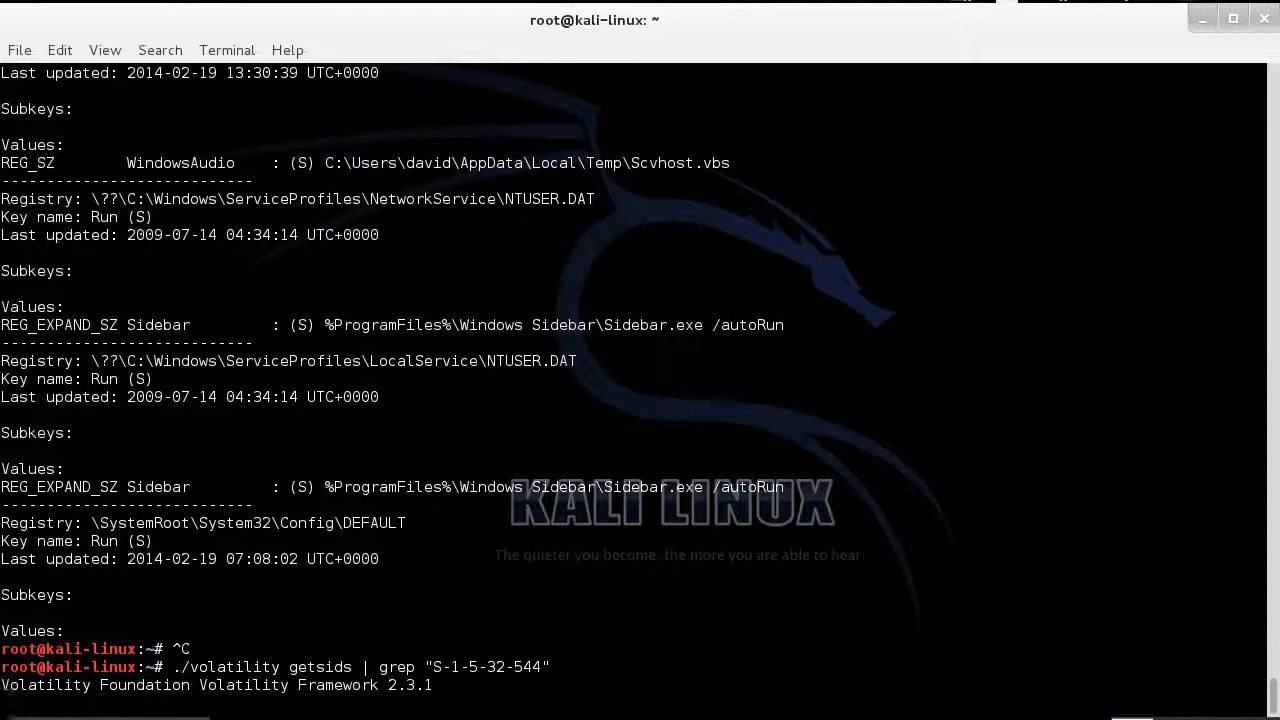 root@kali-linux: ~
File Edit View Search Terminal Help
Last updated: 2014-02-19 13:30:39 UTC+0000
Subkeys:
Values:
REG_SZ        WindowsAudio    : (S) C:\Users\david\AppData\Local\Temp\Scvhost.vbs
----------------------------
Registry: \??\C:\Windows\ServiceProfiles\NetworkService\NTUSER.DAT
Key name: Run (S)
Last updated: 2009-07-14 04:34:14 UTC+0000
Subkeys:
Values:
REG_EXPAND_SZ Sidebar         : (S) %ProgramFiles%\Windows Sidebar\Sidebar.exe /autoRun
----------------------------
Registry: \??\C:\Windows\ServiceProfiles\LocalService\NTUSER.DAT
Key name: Run (S)
Last updated: 2009-07-14 04:34:14 UTC+0000
Subkeys:
Values:
REG_EXPAND_SZ Sidebar         : (S) %ProgramFiles%\Windows Sidebar\Sidebar.exe /autoRun
----------------------------
KALI LINUX
Registry: \SystemRoot\System32\Config\DEFAULT
Key name: Run (S)
The quieter you become, the more you are able to hear.
Last updated: 2014-02-19 07:08:02 UTC+0000
Subkeys:
Values:
root@kali-linux:~# ^C
root@kali-linux:~# ./volatility getsids | grep "S-1-5-32-544"
Volatility Foundation Volatility Framework 2.3.1